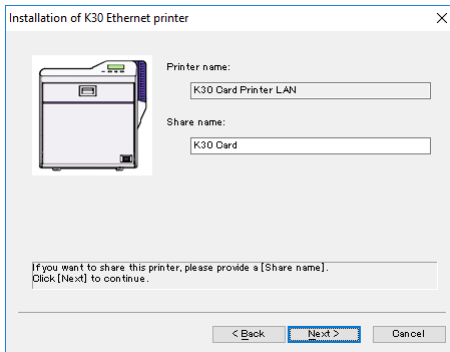 Installation of K30 Ethernet printer
Printer name:
K30 Card Printer LAN
Share name:
K30 Card
If you want to share this printer, please provide a [Share name].
Click [Next] to continue.
< Back
Next >
Cancel